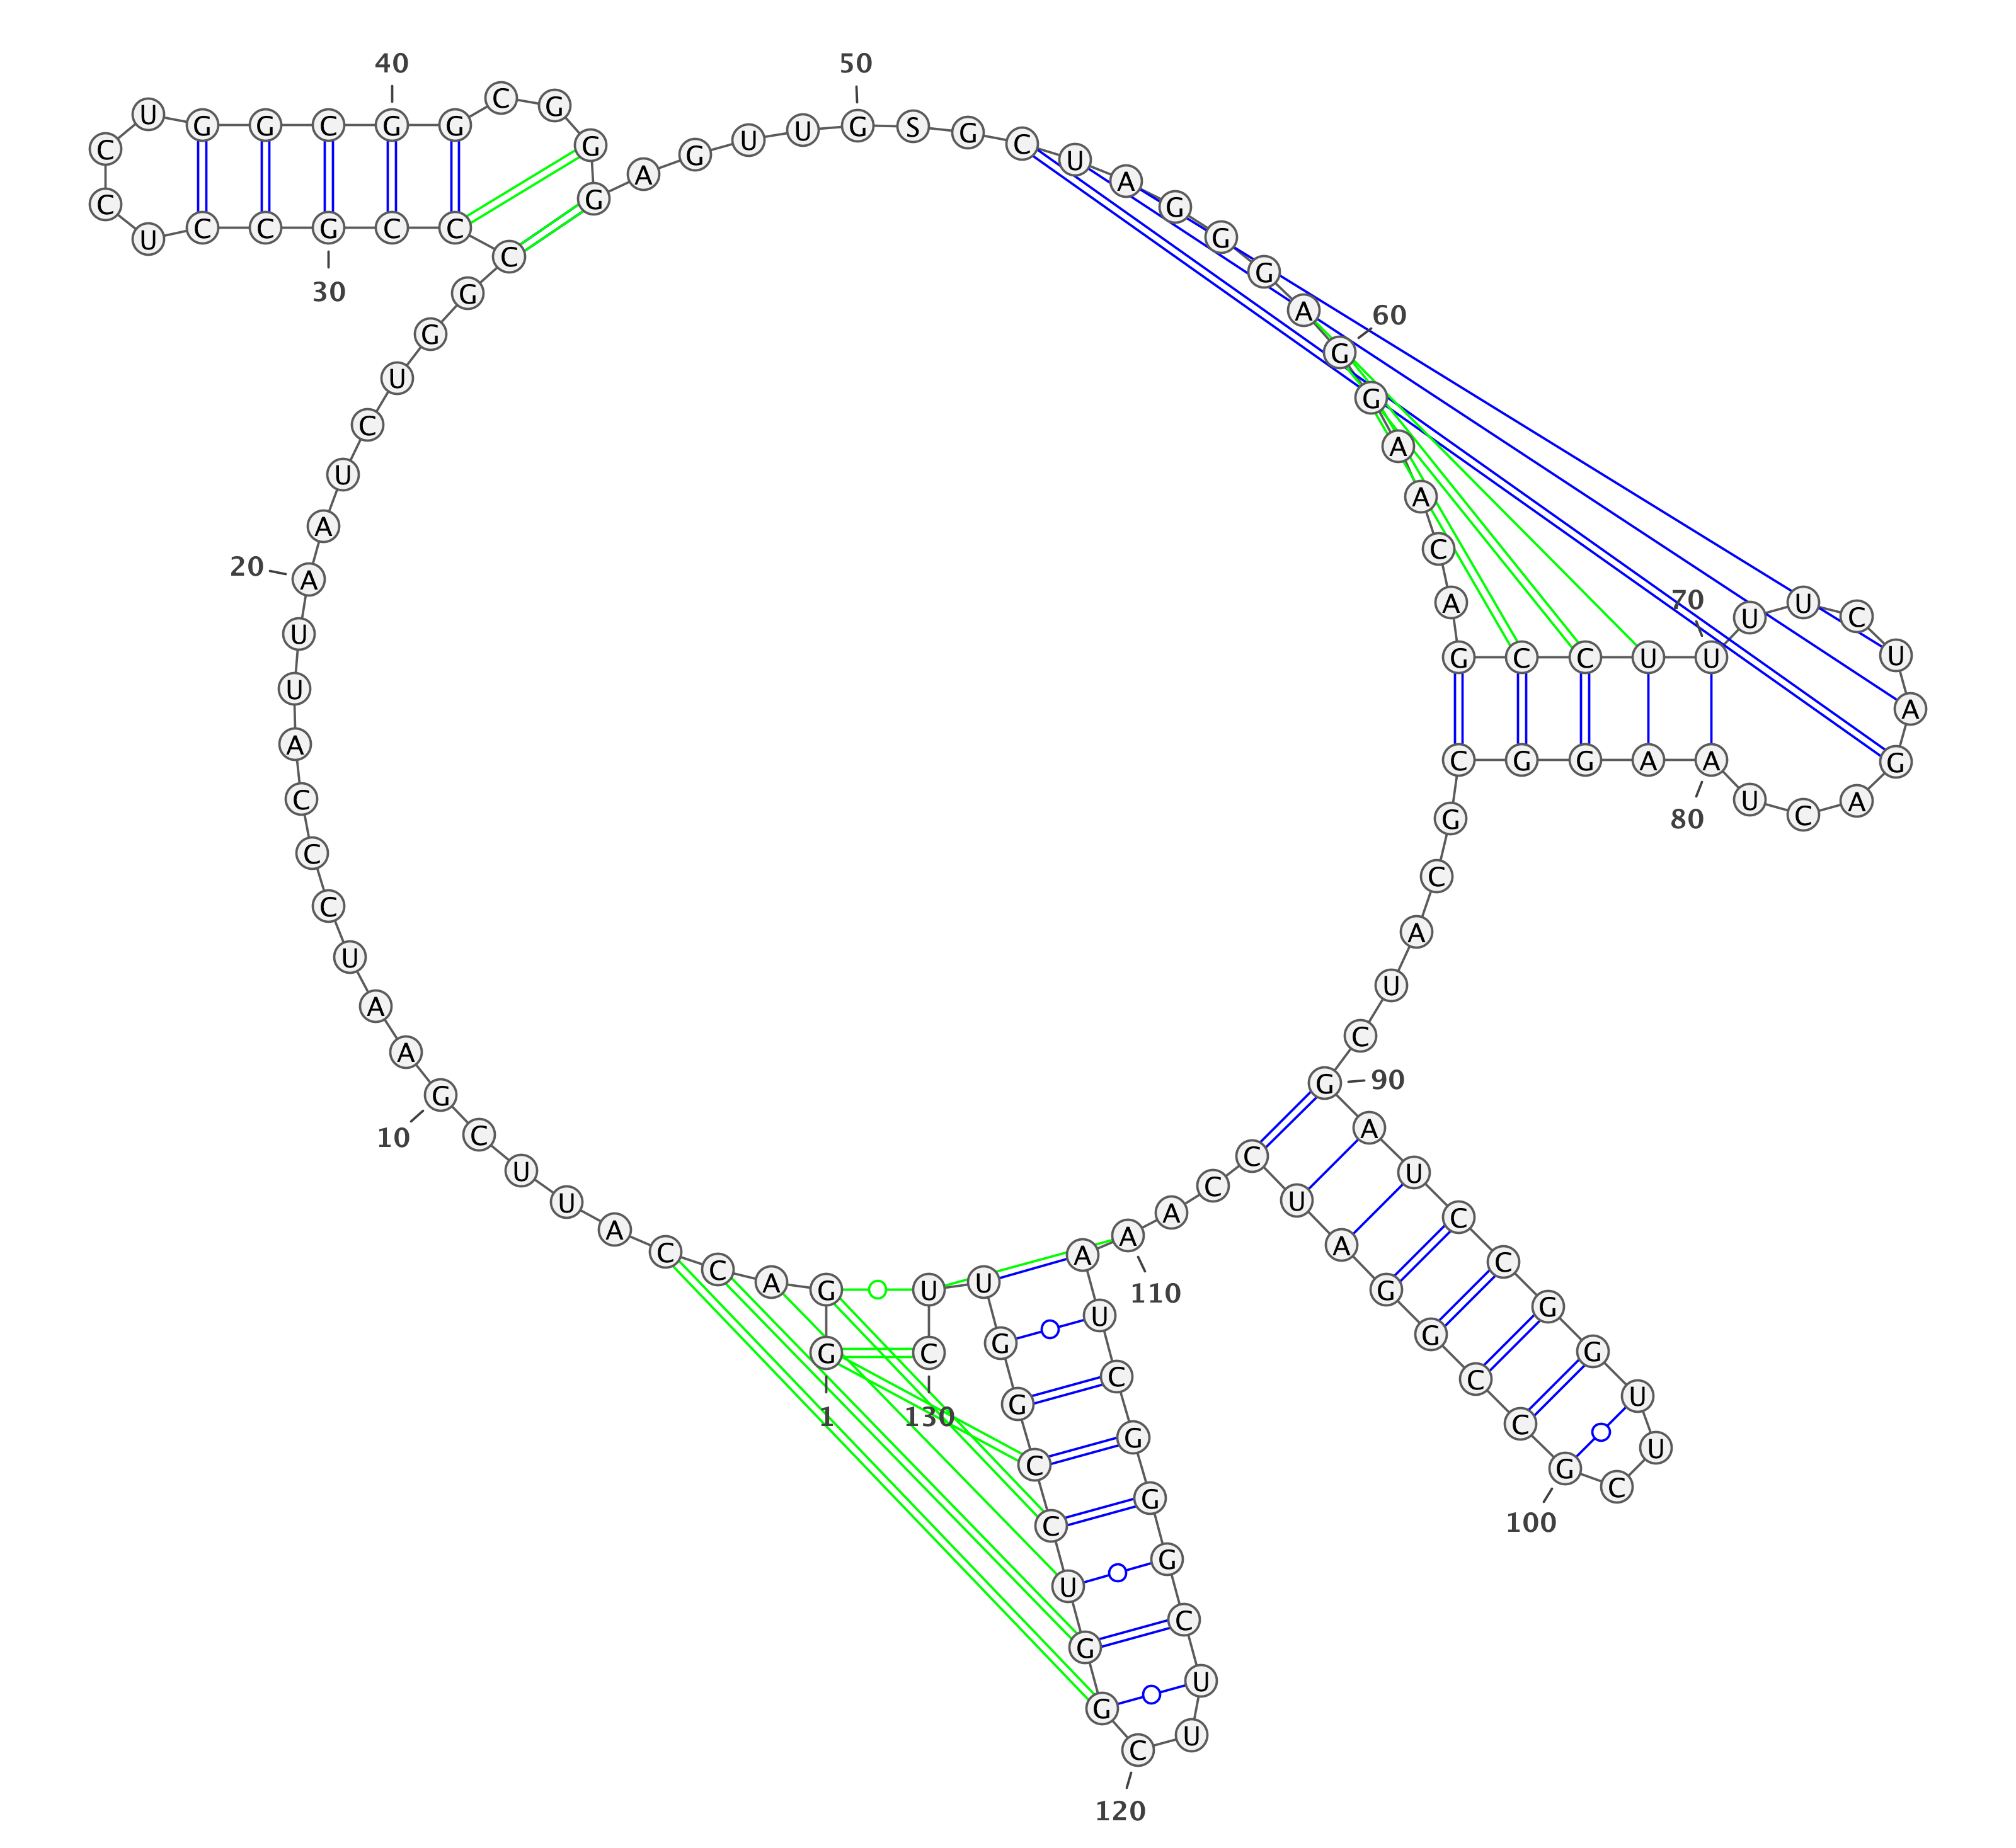 1
G G A C C A U U C
10
G A A U C C C A U U
20
A A U C U G G C C C
30
G C C U C C U G G C
40
G G C G G G A G U U
50
G S G C U A G G G A
60
G G A A C A G C C U
70
U U U C U A G A C U
80
A A G G C G C A U C
90
G A U C C G G U U C
100
G C C G G A U C C A
110
A A U C G G G C U U
120
C G G U C C G G U U
130
C